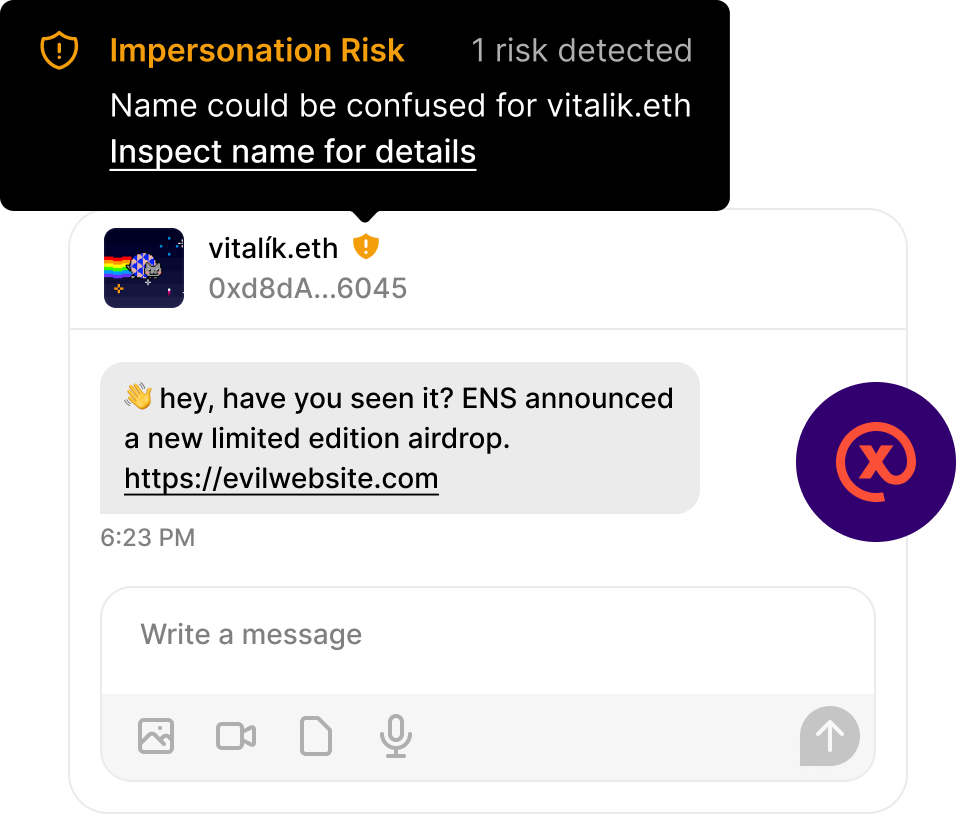 Impersonation Risk 1 risk detected
Name could be confused for vitalik.eth
Inspect name for details
vitalík.eth
0xd8dA...6045
👋 hey, have you seen it? ENS announced
a new limited edition airdrop.
https://evilwebsite.com
6:23 PM
Write a message